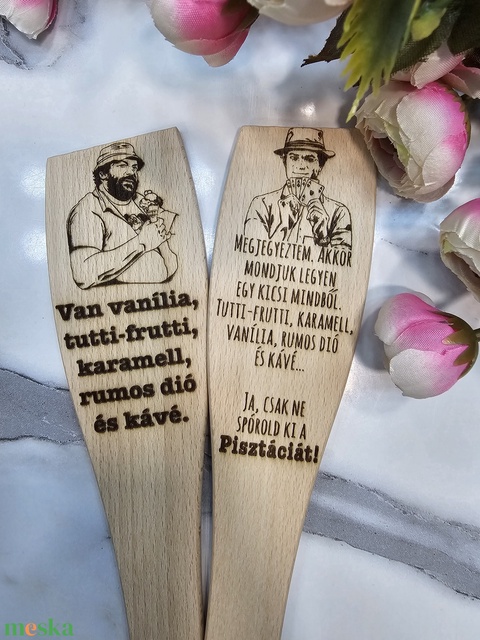 Van vanília,
tutti-frutti,
karamell,
rumos dió
és kávé.
MEGJEGYEZTEM, AKKOR
MONDJUK LEGYEN
EGY KICSI MINDBŐL.
TUTTI-FRUTTI, KARAMELL,
VANÍLIA, RUMOS DIÓ
ÉS KÁVÉ...
JA, CSAK NE
SPÓROLD KI A
Pisztáciát!
meska